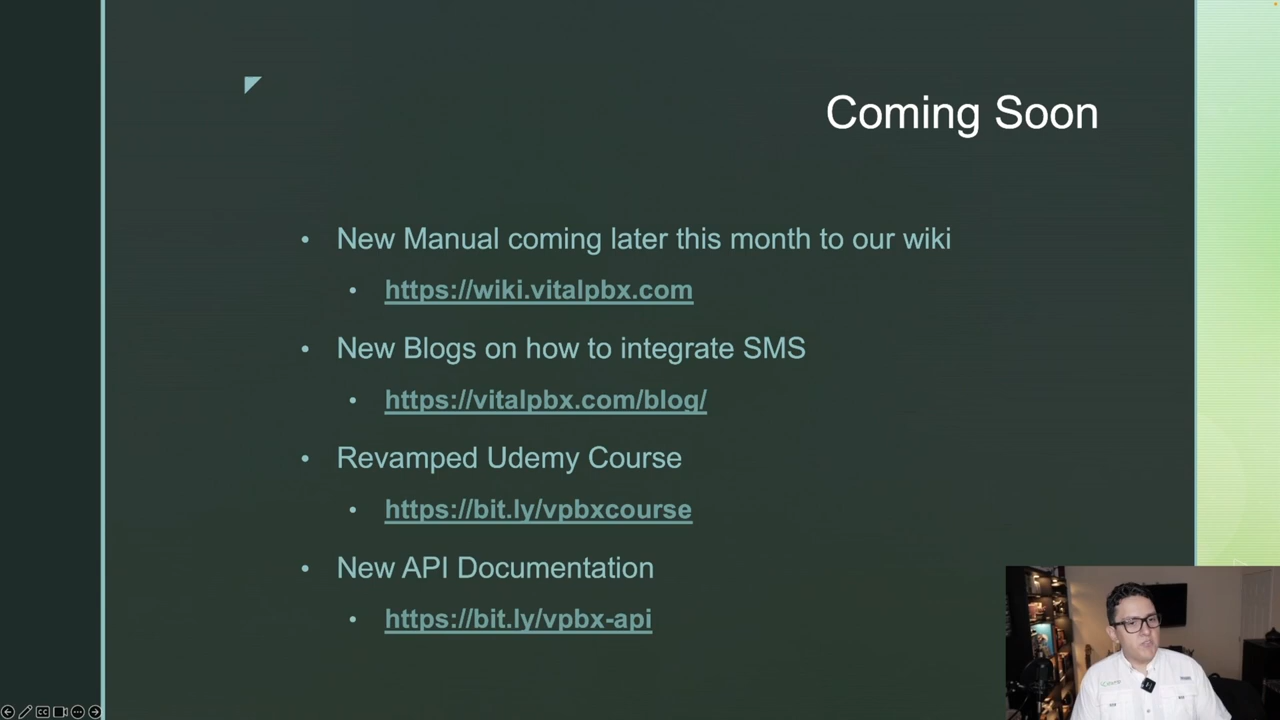 Coming Soon
• New Manual coming later this month to our wiki
• https://wiki.vitalpbx.com
• New Blogs on how to integrate SMS
• https://vitalpbx.com/blog/
• Revamped Udemy Course
• https://bit.ly/vpbxcourse
• New API Documentation
• https://bit.ly/vpbx-api